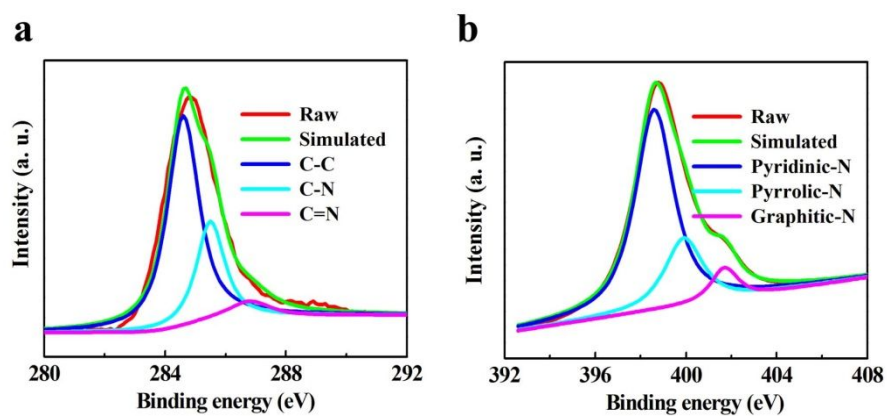 a
Intensity (a. u.)
Raw
Simulated
C-C
C-N
C=N
280
284
288
292
Binding energy (eV)
b
Intensity (a. u.)
Raw
Simulated
Pyridinic-N
Pyrrolic-N
Graphitic-N
392
396
400
404
408
Binding energy (eV)